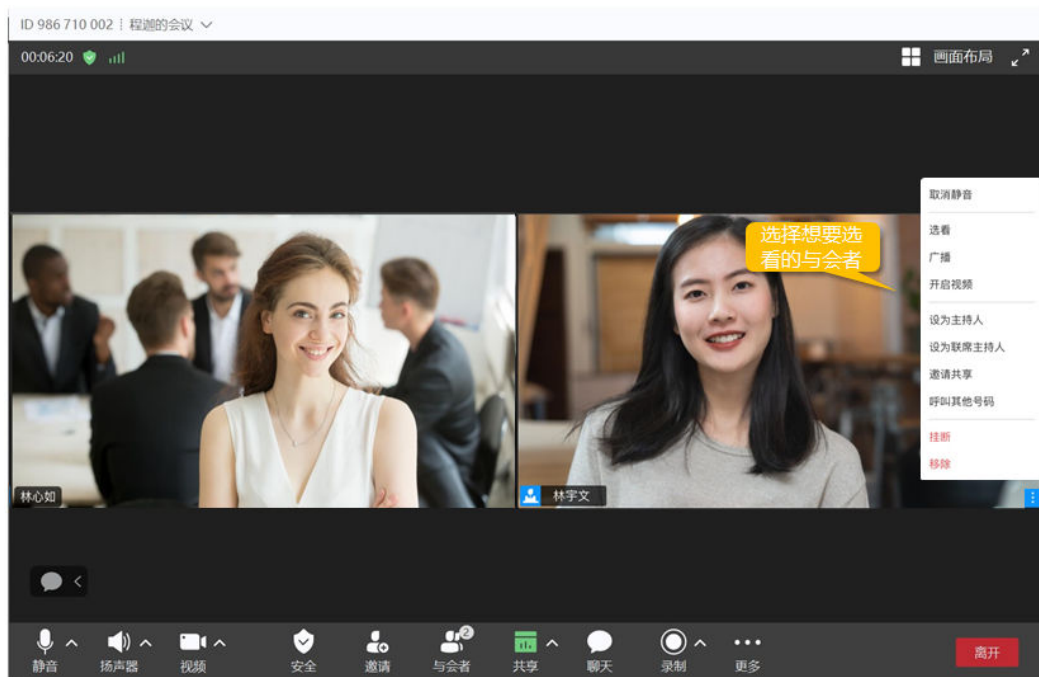 ID 986 710 002 | 程迦的会议
00:06:20
画面布局
取消静音
选看
广播
开启视频
设为主持人
设为联席主持人
邀请共享
呼叫其他号码
挂断
移除
选择想要选
看的与会者
林心如
林宇文
静音
扬声器
视频
安全
邀请
与会者
2
共享
聊天
录制
更多
离开